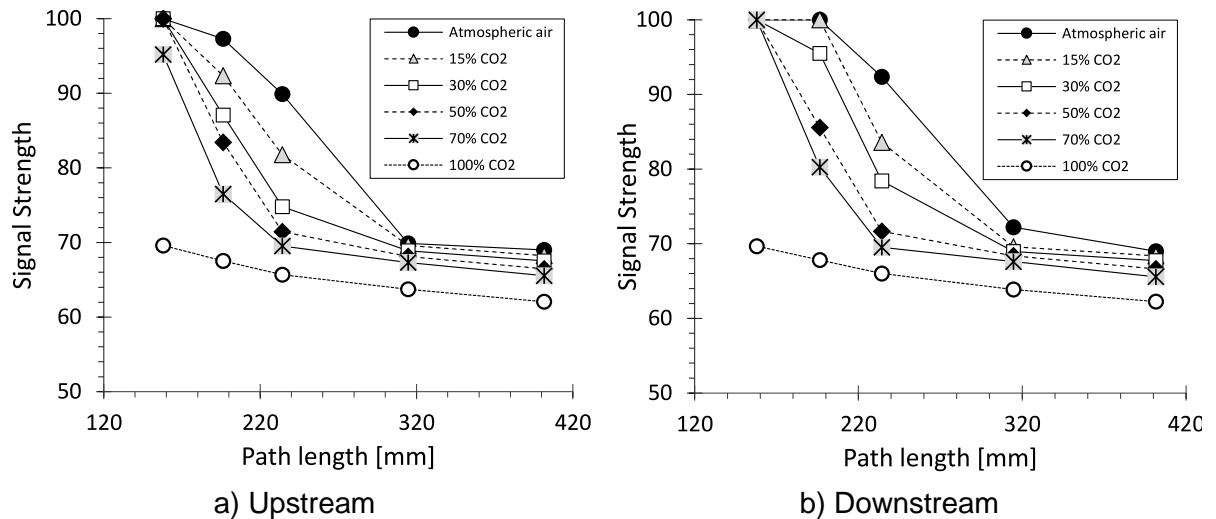 100
90
80
70
60
50
Signal Strength
120
220
320
420
Path length [mm]
Atmospheric air
15% CO2
30% CO2
50% CO2
70% CO2
100% CO2
a) Upstream
100
90
80
70
60
50
Signal Strength
120
220
320
420
Path length [mm]
Atmospheric air
15% CO2
30% CO2
50% CO2
70% CO2
100% CO2
b) Downstream